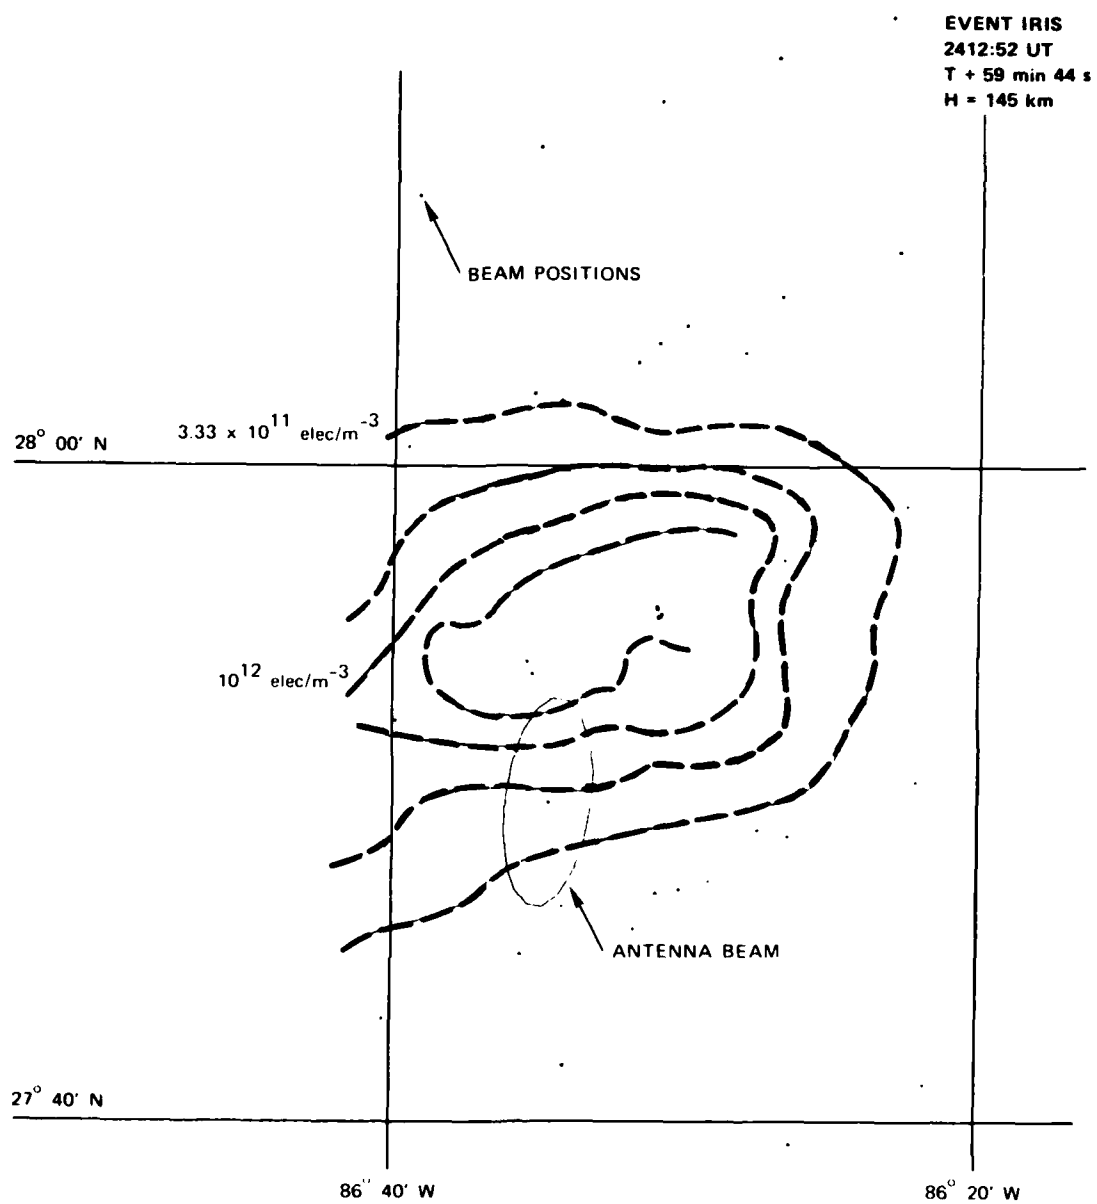 EVENT IRIS
2412:52 UT
T + 59 min 44 s
H = 145 km
BEAM POSITIONS
3.33 x 10^11 elec/m^-3
28° 00' N
10^12 elec/m^-3
ANTENNA BEAM
27° 40' N
86° 40' W
86° 20' W